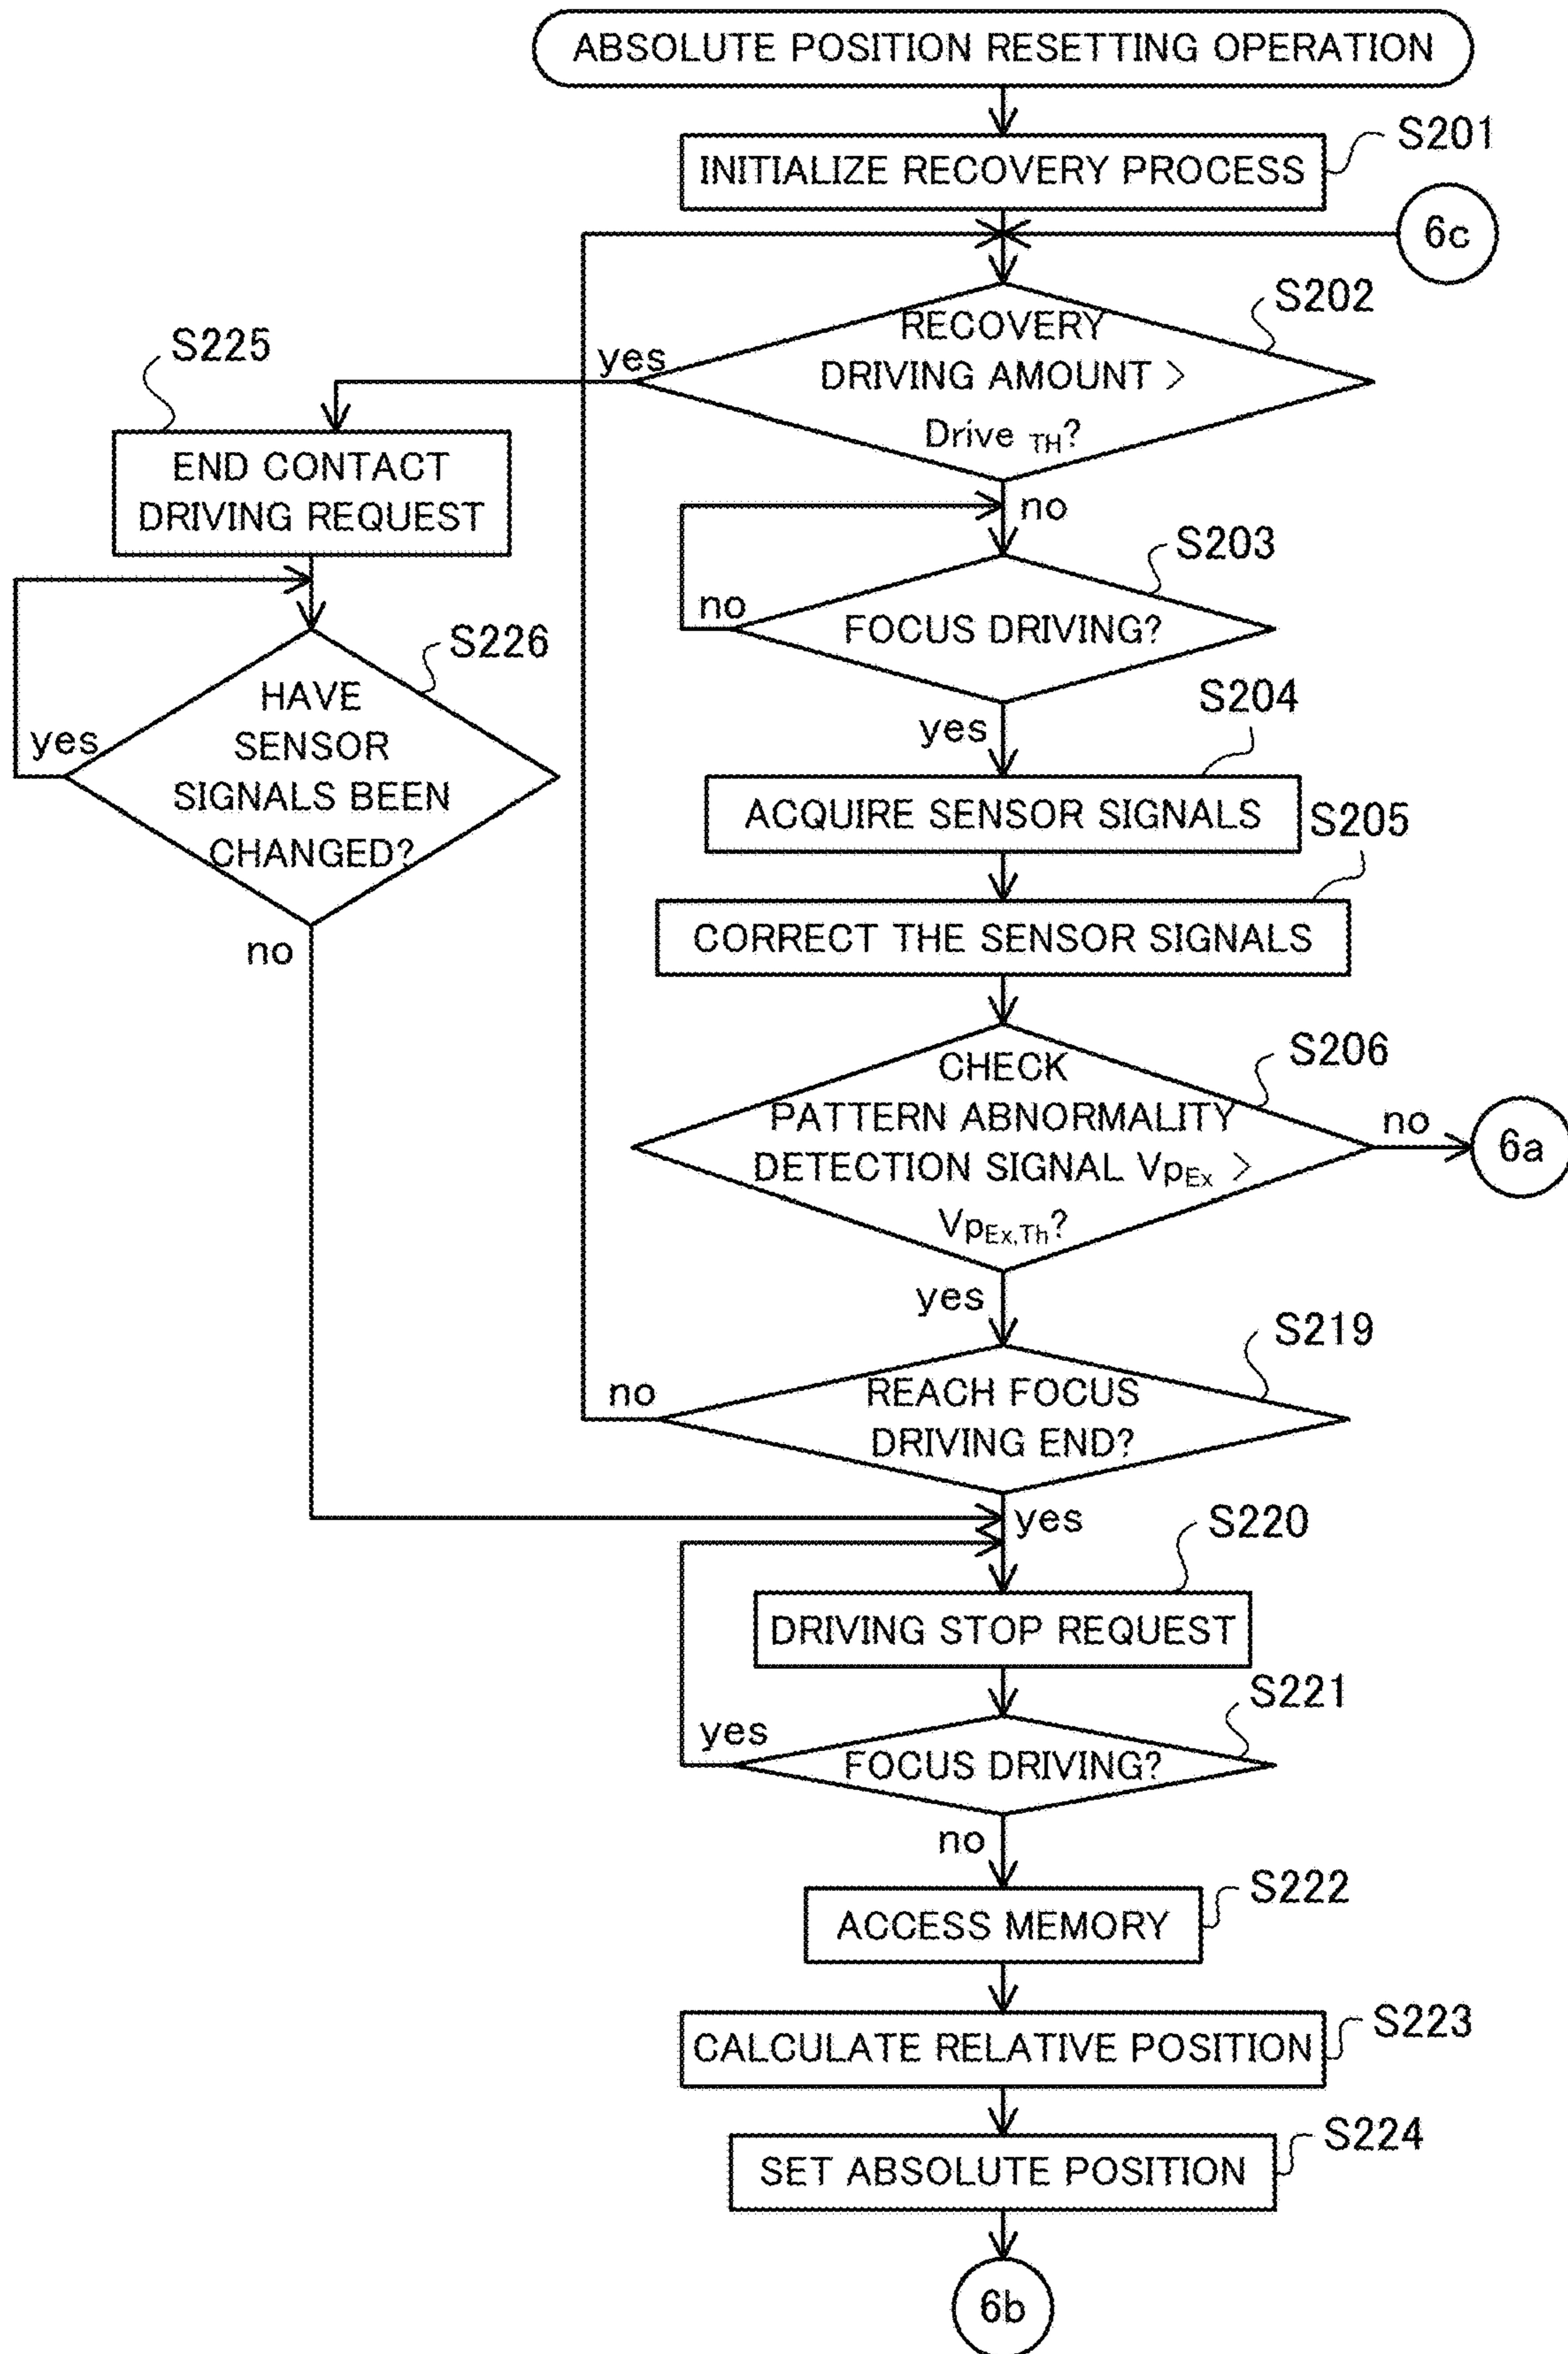 ABSOLUTE POSITION RESETTING OPERATION
S201
INITIALIZE RECOVERY PROCESS
6c
S202
RECOVERY
DRIVING AMOUNT >
Drive TH?
yes
no
S225
END CONTACT
DRIVING REQUEST
S203
FOCUS DRIVING?
no
yes
S226
HAVE
SENSOR
SIGNALS BEEN
CHANGED?
yes
no
S204
ACQUIRE SENSOR SIGNALS
S205
CORRECT THE SENSOR SIGNALS
S206
CHECK
PATTERN ABNORMALITY
DETECTION SIGNAL VpEx >
VpEx,Th?
no
6a
yes
S219
REACH FOCUS
DRIVING END?
no
yes
S220
DRIVING STOP REQUEST
S221
FOCUS DRIVING?
yes
no
S222
ACCESS MEMORY
S223
CALCULATE RELATIVE POSITION
S224
SET ABSOLUTE POSITION
6b